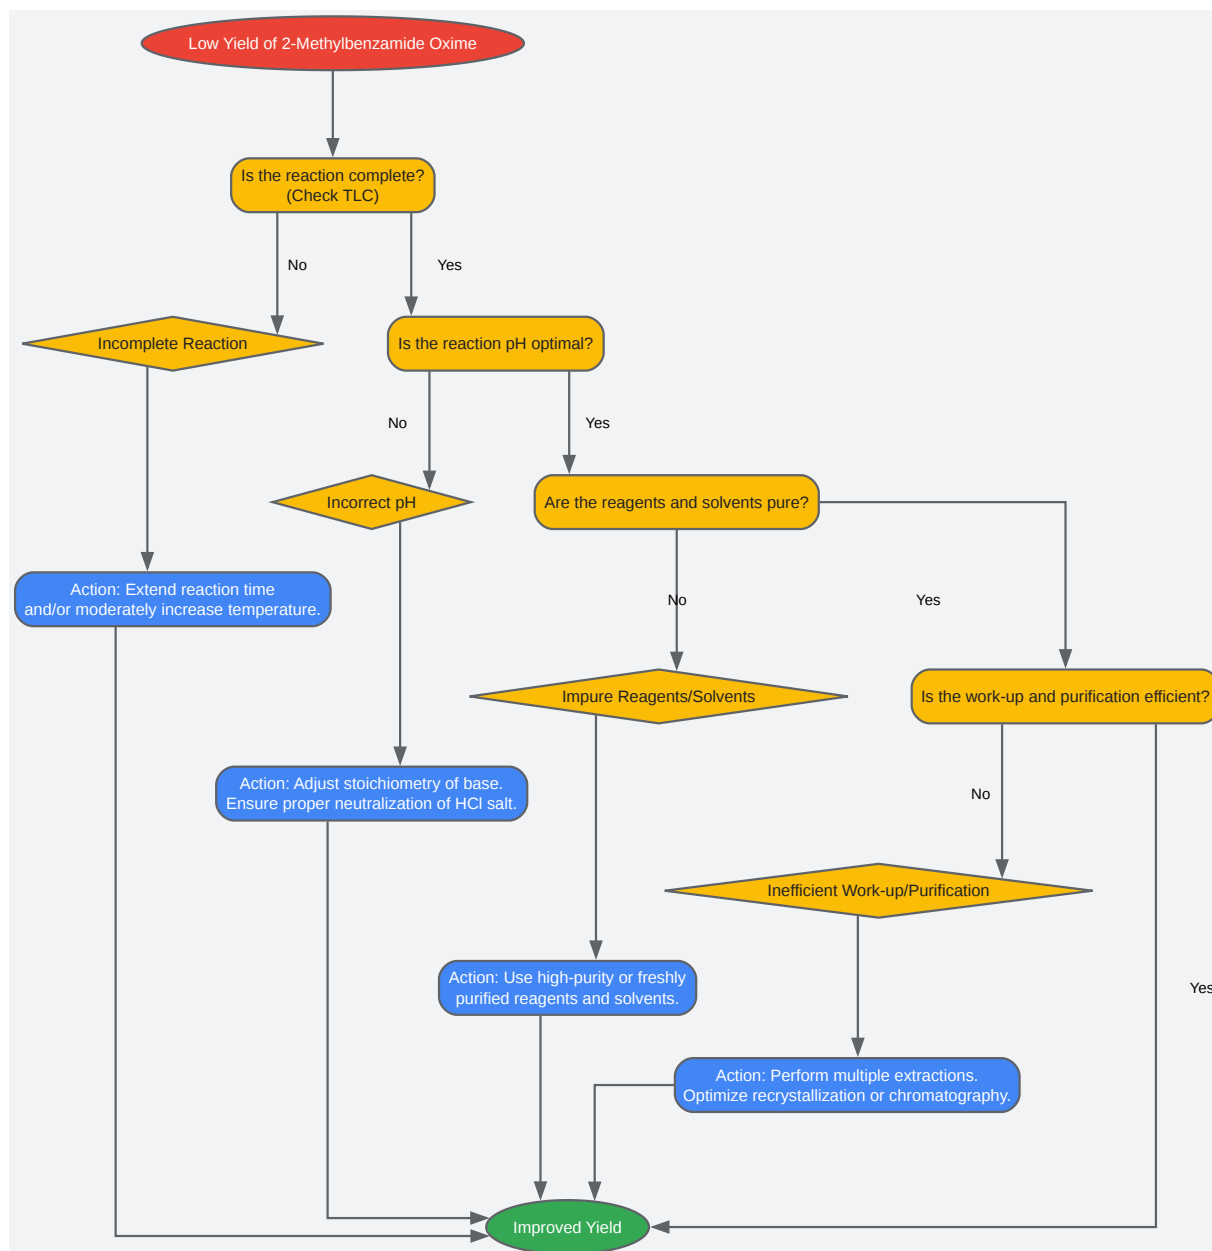 Low Yield of 2-Methylbenzamide Oxime
Is the reaction complete?
(Check TLC)
No
Yes
Incomplete Reaction
Is the reaction pH optimal?
No
Yes
Incorrect pH
Are the reagents and solvents pure?
Action: Extend reaction time
and/or moderately increase temperature.
No
Yes
Impure Reagents/Solvents
Is the work-up and purification efficient?
Action: Adjust stoichiometry of base.
Ensure proper neutralization of HCl salt.
No
Inefficient Work-up/Purification
Action: Use high-purity or freshly
purified reagents and solvents.
Yes
Action: Perform multiple extractions.
Optimize recrystallization or chromatography.
Improved Yield